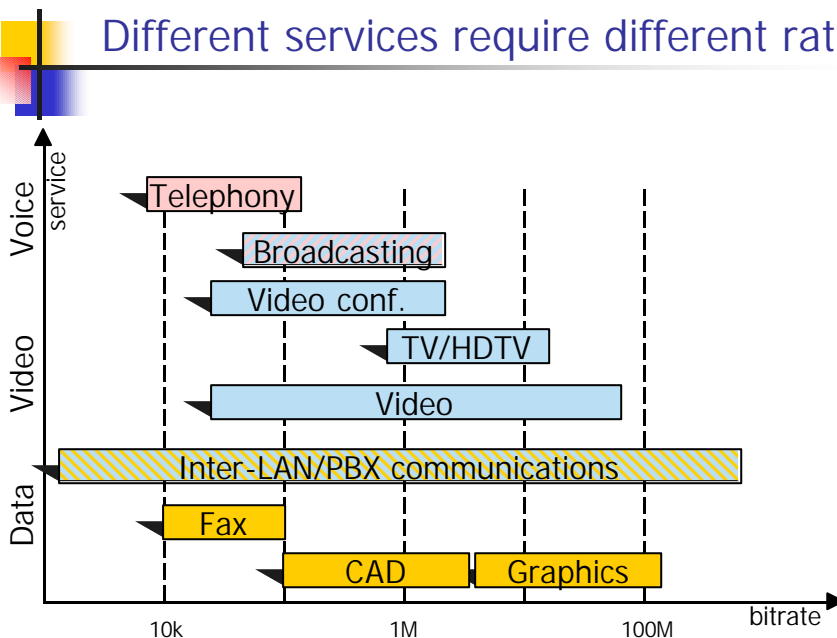 Different services require different rat
service
Voice
Telephony
Broadcasting
Video conf.
TV/HDTV
Video
Video
Inter-LAN/PBX communications
Data
Fax
CAD
Graphics
bitrate
10k
1M
100M